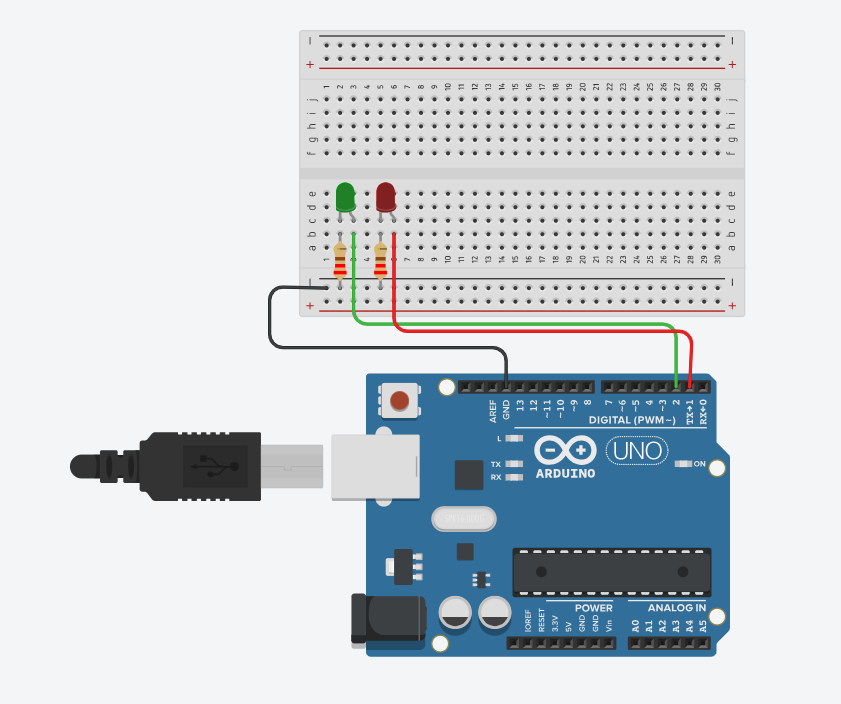 − −
+ +
1 2 3 4 5 6 7 8 9 10 11 12 13 14 15 16 17 18 19 20 21 22 23 24 25 26 27 28 29 30
j j
i i
h h
g g
f f
e e
d d
c c
b b
a a
1 6 7 8 9 10 11 12 13 14 15 16 17 18 19 20 21 22 23 24 25 26 27 28 29 30
− −
+ +
AREF GND 13 12 ~11 ~10 ~9 8 7 ~6 ~5 4 ~3 2 TX→1 RX←0
DIGITAL (PWM~)
L
TX
RX
UNO
ON
ARDUINO
POWER ANALOG IN
IOREF RESET 3.3V 5V GND GND Vin A0 A1 A2 A3 A4 A5